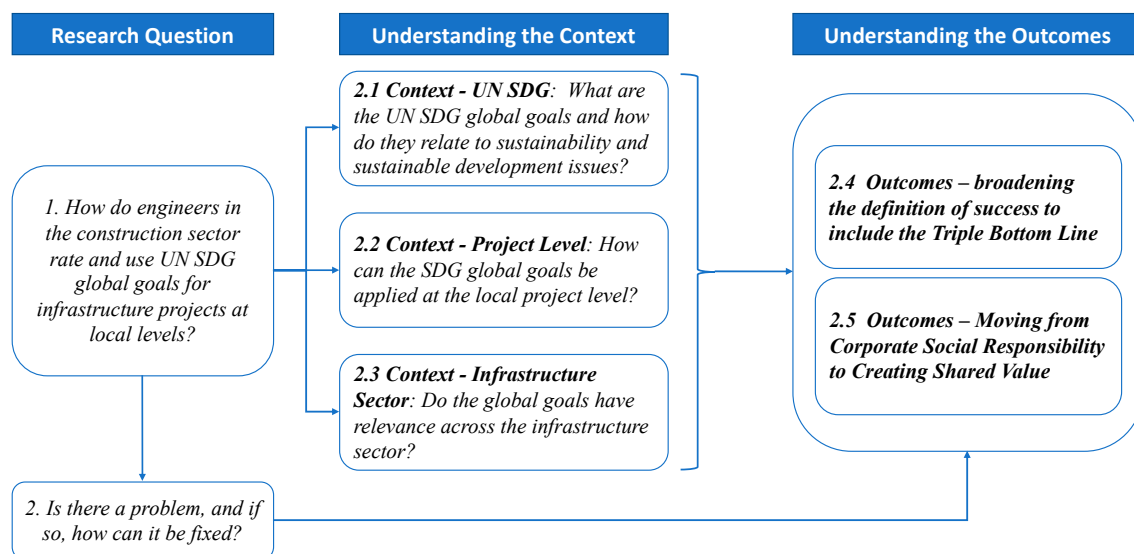 Research Question
Understanding the Context
Understanding the Outcomes
1. How do engineers in
the construction sector
rate and use UN SDG
global goals for
infrastructure projects at
local levels?
2. Is there a problem, and if
so, how can it be fixed?
2.1 Context - UN SDG: What are
the UN SDG global goals and how
do they relate to sustainability and
sustainable development issues?
2.2 Context - Project Level: How
can the SDG global goals be
applied at the local project level?
2.3 Context - Infrastructure
Sector: Do the global goals have
relevance across the infrastructure
sector?
2.4 Outcomes – broadening
the definition of success to
include the Triple Bottom Line
2.5 Outcomes – Moving from
Corporate Social Responsibility
to Creating Shared Value